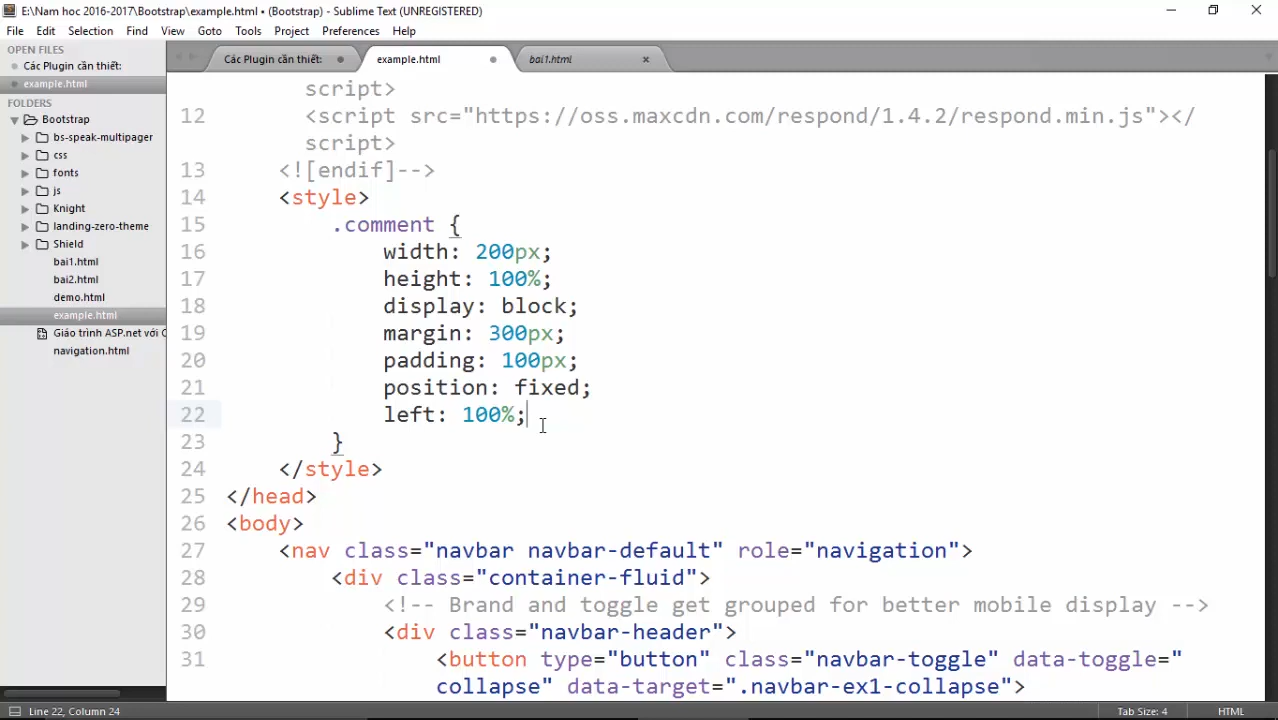 E:\Nam hoc 2016-2017\Bootstrap\example.html • (Bootstrap) - Sublime Text (UNREGISTERED)
File Edit Selection Find View Goto Tools Project Preferences Help
OPEN FILES
Các Plugin cần thiết:
example.html
FOLDERS
Bootstrap
bs-speak-multipager
css
fonts
js
Knight
landing-zero-theme
Shield
bai1.html
bai2.html
demo.html
example.html
Giáo trình ASP.net với C
navigation.html
Các Plugin cần thiết: example.html bai1.html
script>
12 <script src="https://oss.maxcdn.com/respond/1.4.2/respond.min.js"></
script>
13 <![endif]-->
14 <style>
15 .comment {
16 width: 200px;
17 height: 100%;
18 display: block;
19 margin: 300px;
20 padding: 100px;
21 position: fixed;
22 left: 100%;
23 }
24 </style>
25 </head>
26 <body>
27 <nav class="navbar navbar-default" role="navigation">
28 <div class="container-fluid">
29 <!-- Brand and toggle get grouped for better mobile display -->
30 <div class="navbar-header">
31 <button type="button" class="navbar-toggle" data-toggle="
collapse" data-target=".navbar-ex1-collapse">
Line 22, Column 24 Tab Size: 4 HTML